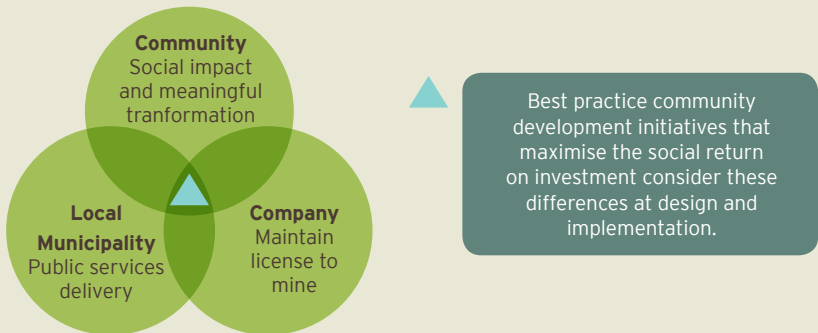 Community
Social impact
and meaningful
tranformation
Local
Municipality
Public services
delivery
Company
Maintain
license to
mine
Best practice community
development initiatives that
maximise the social return
on investment consider these
differences at design and
implementation.